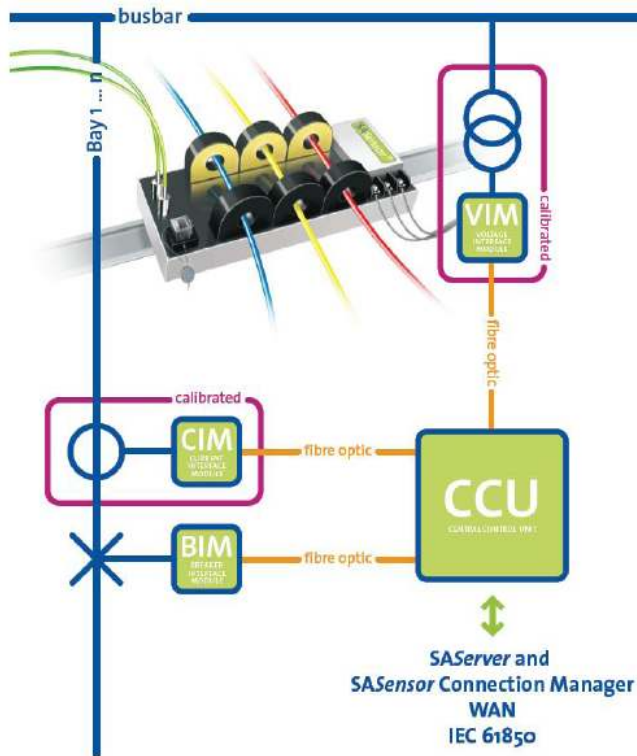 busbar
Bay 1 ... n
VIM
VOLTAGE
INTERFACE
MODULE
calibrated
fibre optic
calibrated
CIM
CURRENT
INTERFACE
MODULE
fibre optic
CCU
CENTRAL CONTROL UNIT
BIM
BREAKER
INTERFACE
MODULE
fibre optic
SAServer and
SASensor Connection Manager
WAN
IEC 61850